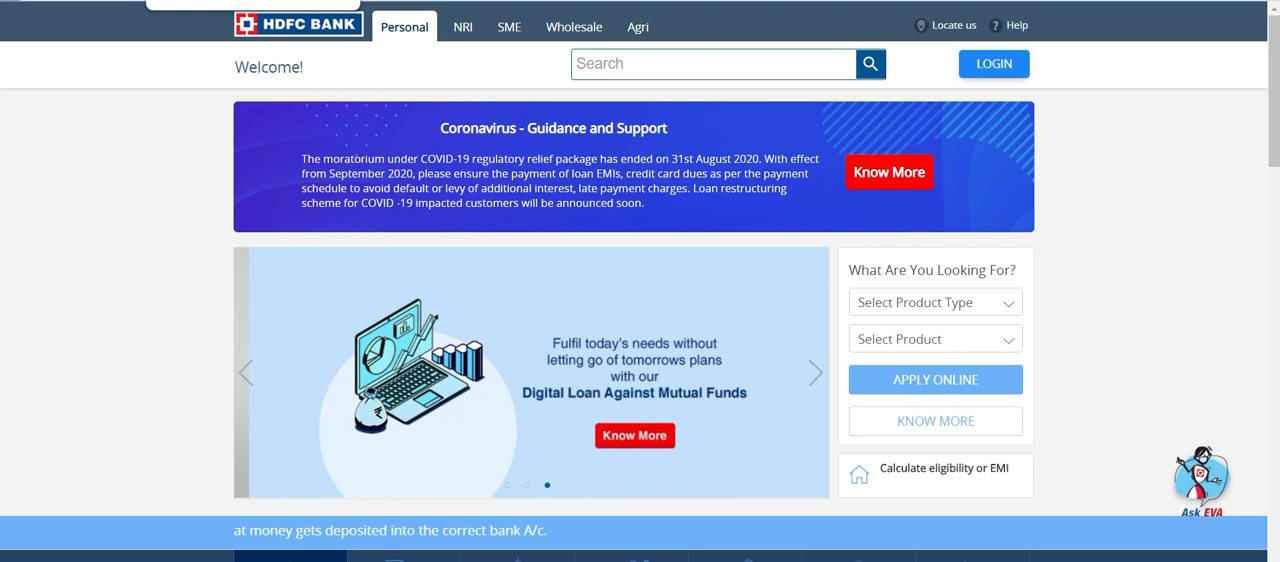 HDFC BANK
Personal
NRI
SME
Wholesale
Agri
Locate us
? Help
Welcome!
Search
LOGIN
Coronavirus - Guidance and Support
The moratorium under COVID-19 regulatory relief package has ended on 31st August 2020. With effect
from September 2020, please ensure the payment of loan EMIs, credit card dues as per the payment
schedule to avoid default or levy of additional interest, late payment charges. Loan restructuring
scheme for COVID -19 impacted customers will be announced soon.
Know More
Fulfil today's needs without
letting go of tomorrows plans
with our
Digital Loan Against Mutual Funds
Know More
₹
What Are You Looking For?
Select Product Type
Select Product
APPLY ONLINE
KNOW MORE
Calculate eligibility or EMI
Ask EVA
at money gets deposited into the correct bank A/c.